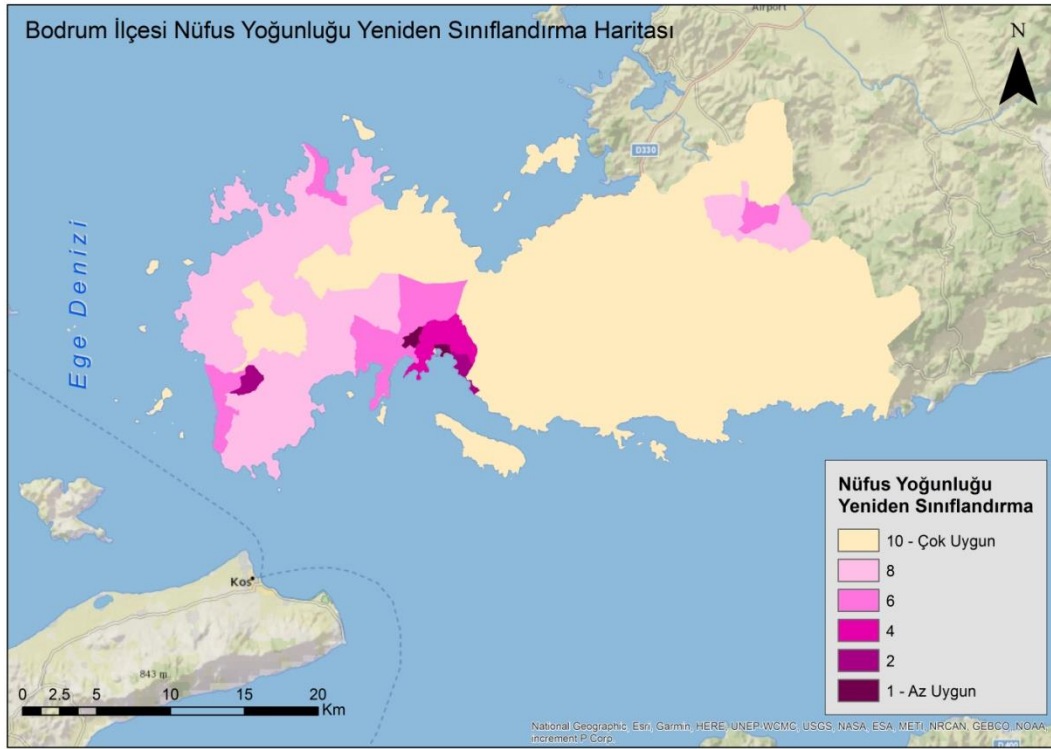 Bodrum İlçesi Nüfus Yoğunluğu Yeniden Sınıflandırma Haritası
Airport
N
D330
Ege Denizi
Kos
843 m
0 2.5 5 10 15 20
Km
Nüfus Yoğunluğu
Yeniden Sınıflandırma
10 - Çok Uygun
8
6
4
2
1 - Az Uygun
National Geographic, Esri, Garmin, HERE, UNEP-WCMC, USGS, NASA, ESA, METI, NRCAN, GEBCO, NOAA,
increment P Corp.
D-400